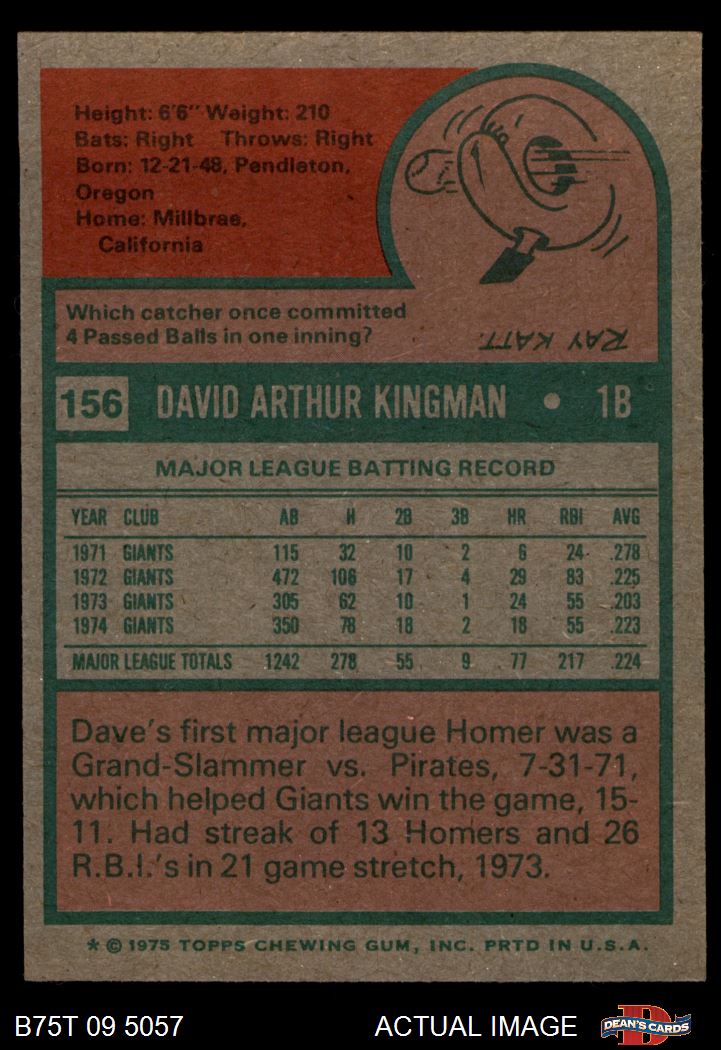 Height: 6'6" Weight: 210
Bats: Right Throws: Right
Born: 12-21-48, Pendleton,
Oregon
Home: Millbrae,
California
Which catcher once committed
4 Passed Balls in one inning?
RAY KATT.
156 DAVID ARTHUR KINGMAN • 1B
MAJOR LEAGUE BATTING RECORD
YEAR CLUB AB H 2B 3B HR RBI AVG
1971 GIANTS 115 32 10 2 6 24 .278
1972 GIANTS 472 106 17 4 29 83 .225
1973 GIANTS 305 62 10 1 24 55 .203
1974 GIANTS 350 78 18 2 18 55 .223
MAJOR LEAGUE TOTALS 1242 278 55 9 77 217 .224
Dave's first major league Homer was a
Grand-Slammer vs. Pirates, 7-31-71,
which helped Giants win the game, 15-
11. Had streak of 13 Homers and 26
R.B.I.'s in 21 game stretch, 1973.
* © 1975 TOPPS CHEWING GUM, INC. PRTD IN U.S.A.
B75T 09 5057 ACTUAL IMAGE
DEAN'S CARDS